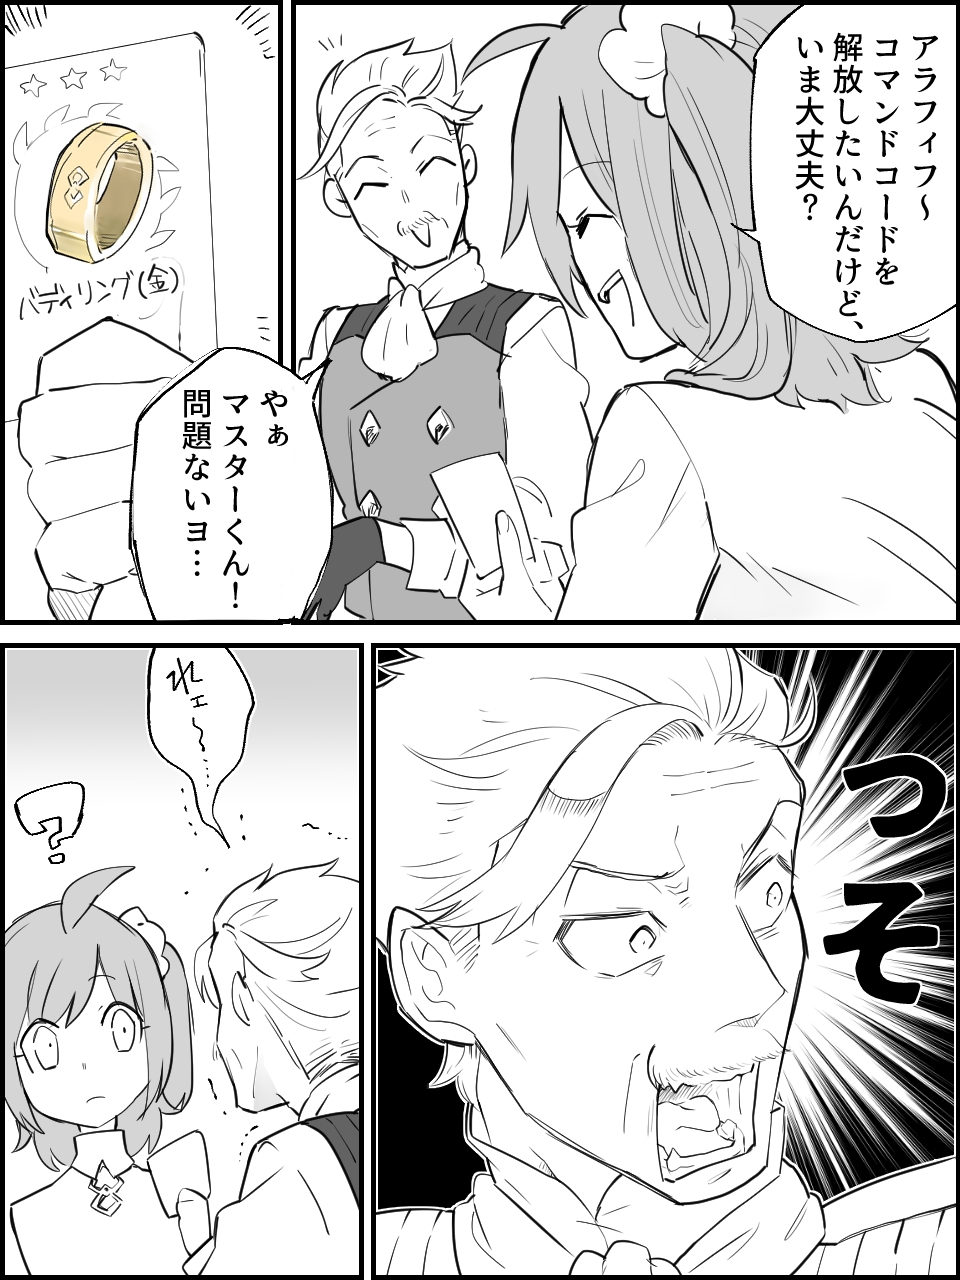 アラフィフ〜
コマンドコードを
解放したいんだけど、
いま大丈夫？
やぁ
マスターくん！
問題ないヨ…
バディリング(金)
っそ
れェ〜…
?